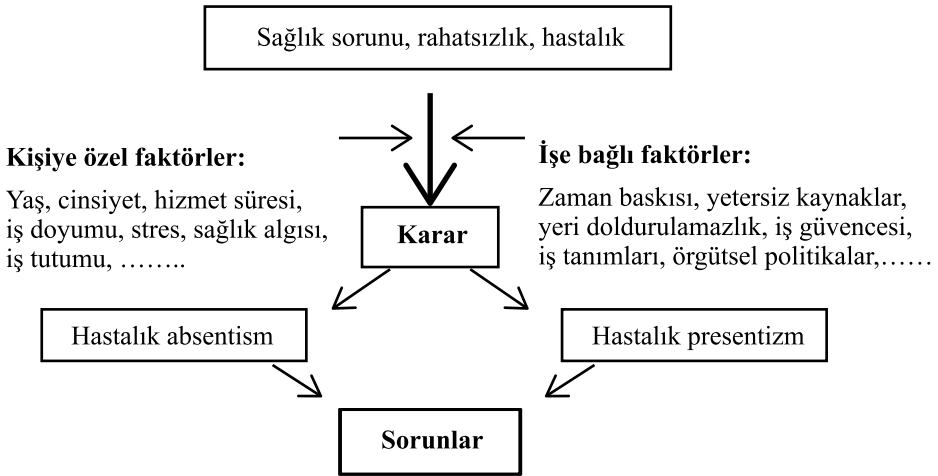 Sağlık sorunu, rahatsızlık, hastalık
Kişiye özel faktörler:
Yaş, cinsiyet, hizmet süresi,
iş doyumu, stres, sağlık algısı,
iş tutumu, ……..
İşe bağlı faktörler:
Zaman baskısı, yetersiz kaynaklar,
yeri doldurulamazlık, iş güvencesi,
iş tanımları, örgütsel politikalar,……
Karar
Hastalık absentism
Hastalık presentizm
Sorunlar